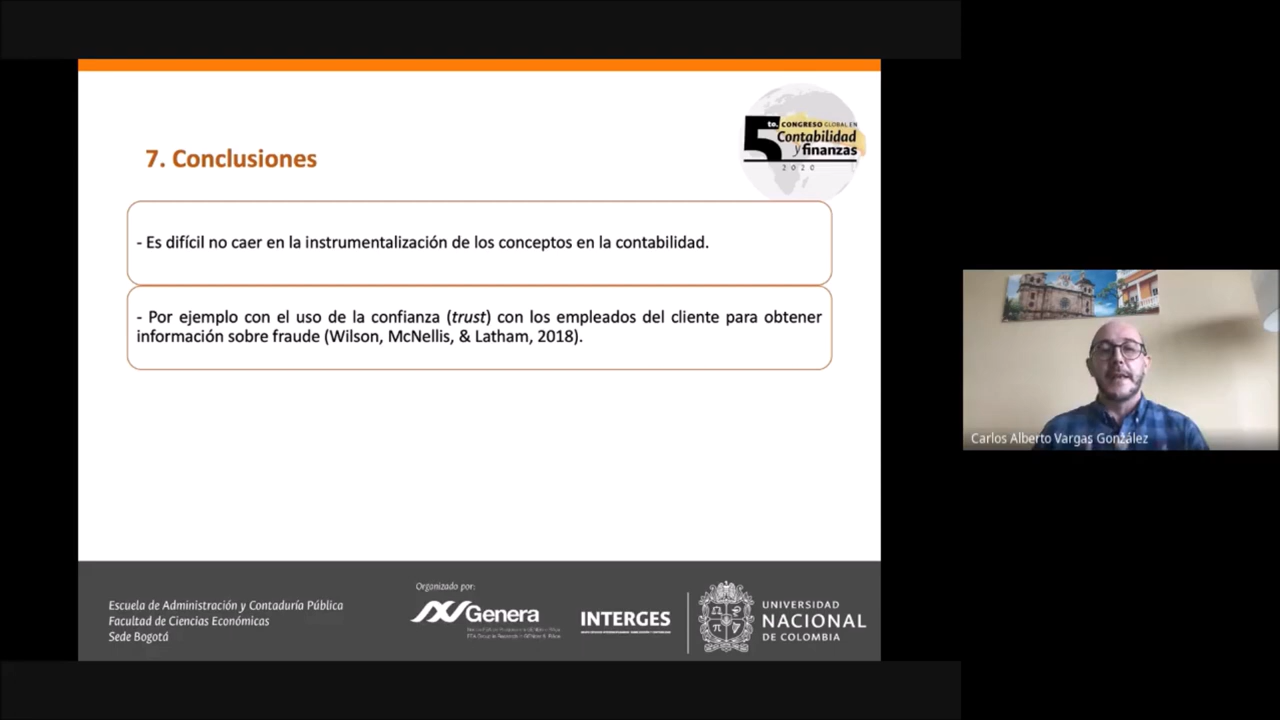 5to. CONGRESO GLOBAL EN
Contabilidad
y finanzas
2020
7. Conclusiones
- Es difícil no caer en la instrumentalización de los conceptos en la contabilidad.
- Por ejemplo con el uso de la confianza (trust) con los empleados del cliente para obtener
información sobre fraude (Wilson, McNellis, & Latham, 2018).
Carlos Alberto Vargas González
Escuela de Administración y Contaduría Pública
Facultad de Ciencias Económicas
Sede Bogotá
Organizado por:
Genera
INTERGES
UNIVERSIDAD
NACIONAL
DE COLOMBIA